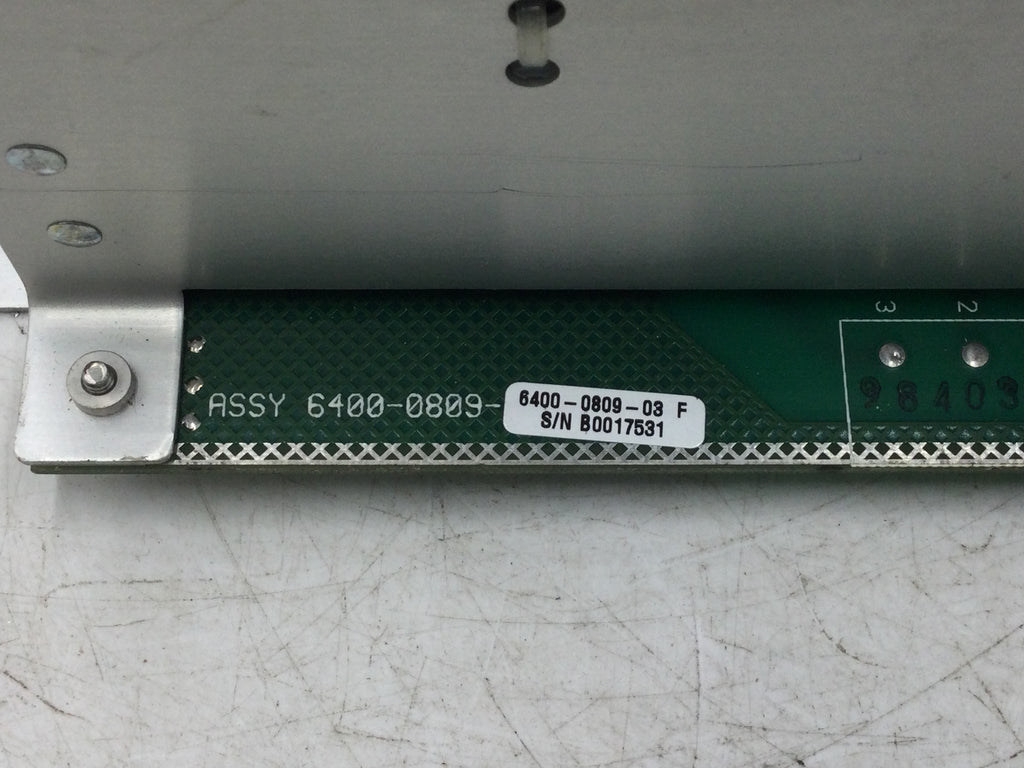 3 2
98403
ASSY 6400-0809-
6400-0809-03 F
S/N B0017531